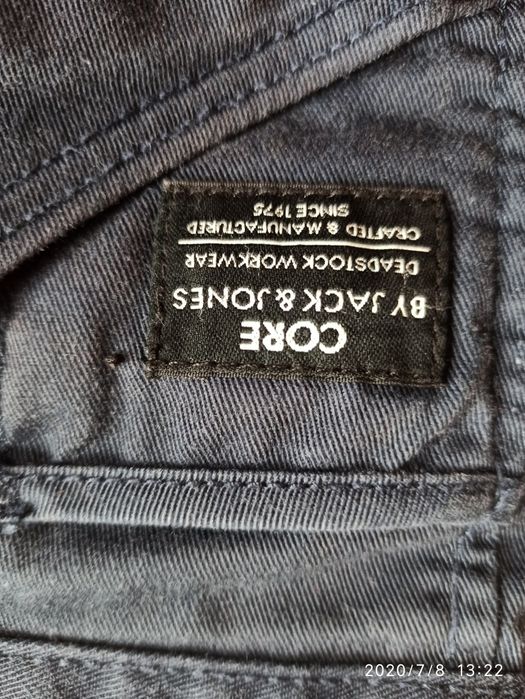 CORE
BY JACK & JONES
DEADSTOCK WORKWEAR
CRAFTED & MANUFACTURED
SINCE 1975
2020/7/8 13:22